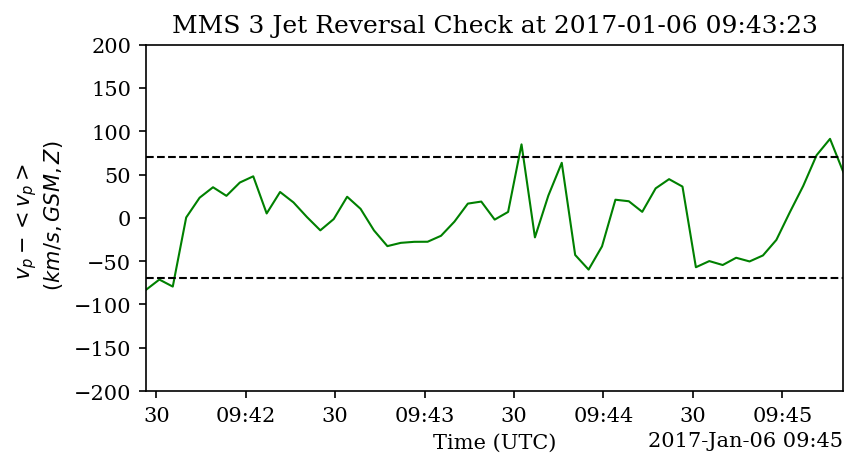 MMS 3 Jet Reversal Check at 2017-01-06 09:43:23
200
150
100
50
0
−50
−100
−150
−200
v_p − < v_p >
(km/s, GSM, Z)
30 09:42 30 09:43 30 09:44 30 09:45
Time (UTC)
2017-Jan-06 09:45